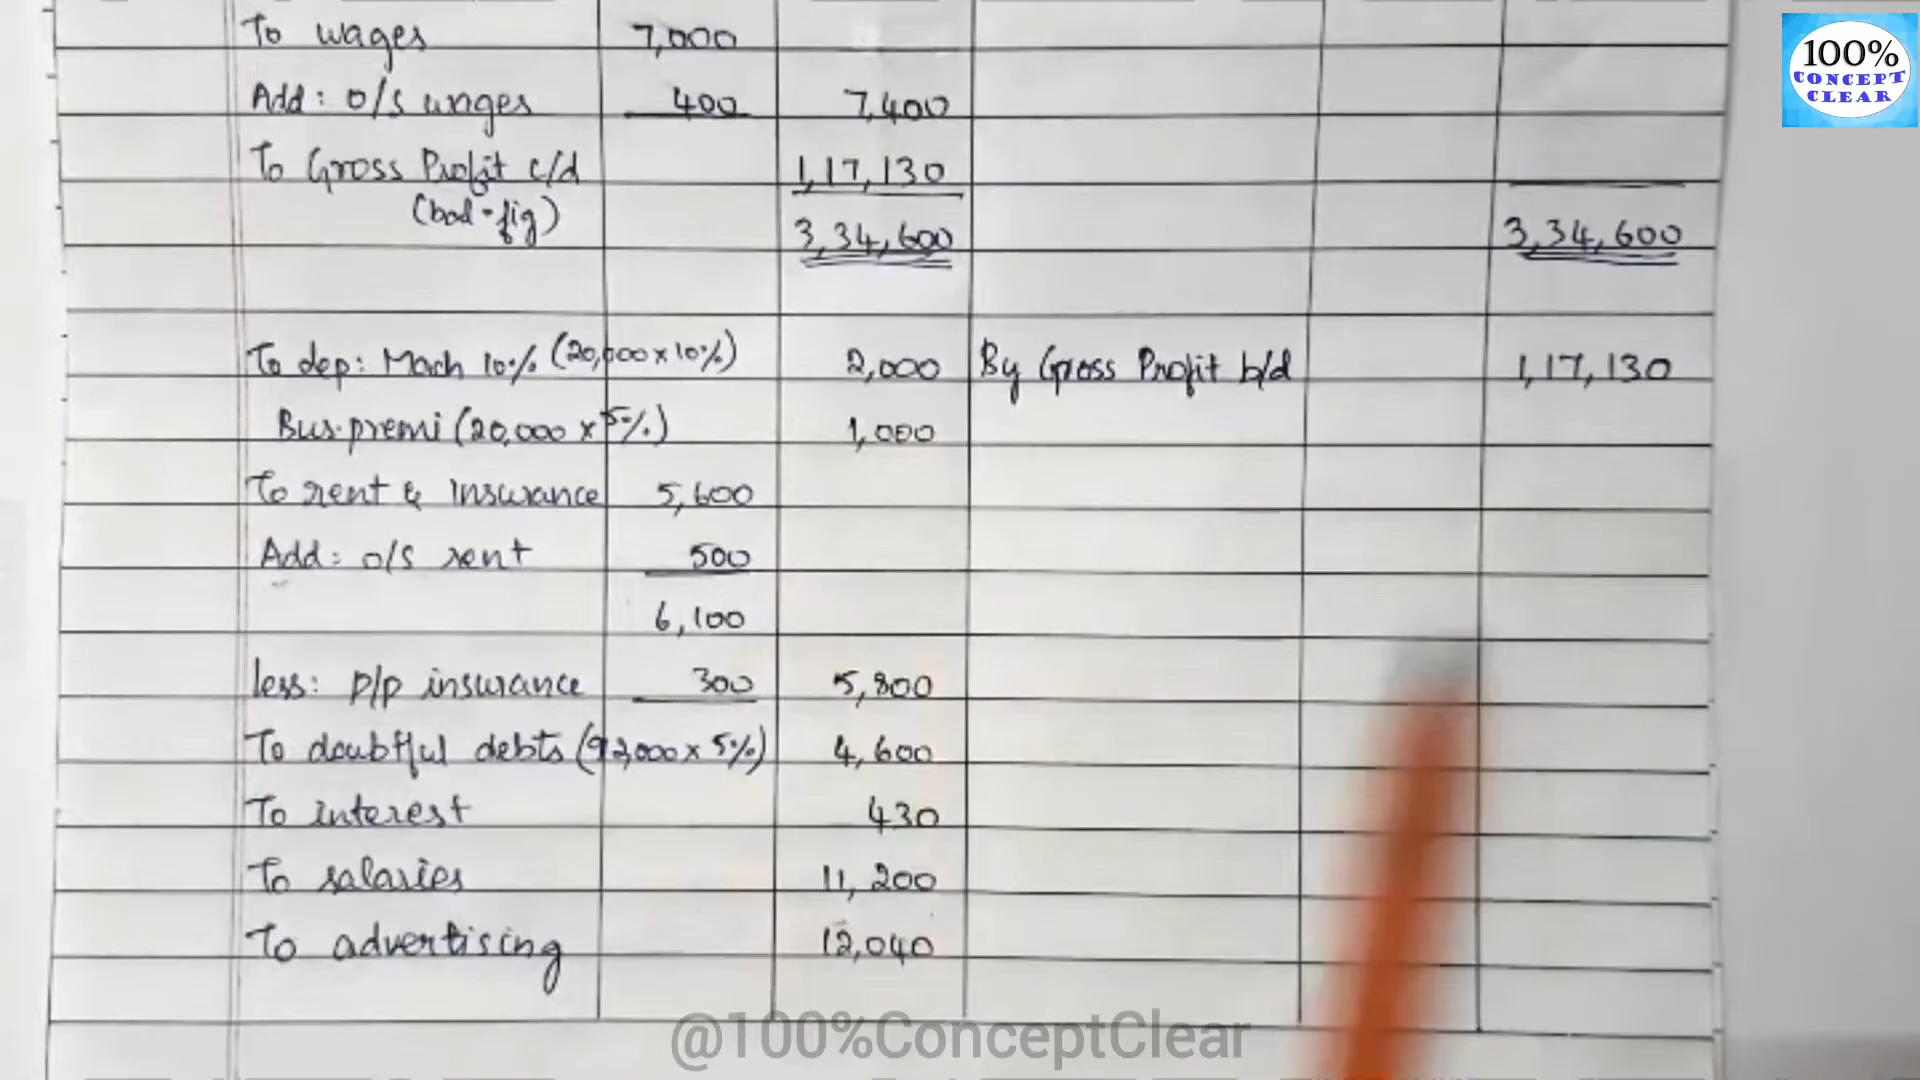 To wages 7,000
Add: o/s wages 400 7,400
To Gross Profit c/d 1,17,130
(bal-fig) 3,34,600 3,34,600
To dep: Mach 10% (20,000 x 10%) 2,000 By Gross Profit b/d 1,17,130
Bus.premi (20,000 x 5%) 1,000
To rent & insurance 5,600
Add: o/s rent 500
6,100
less: p/p insurance 300 5,800
To doubtful debts (92,000 x 5%) 4,600
To interest 430
To salaries 11,200
To advertising 12,040
100%
CONCEPT
CLEAR
@100%ConceptClear